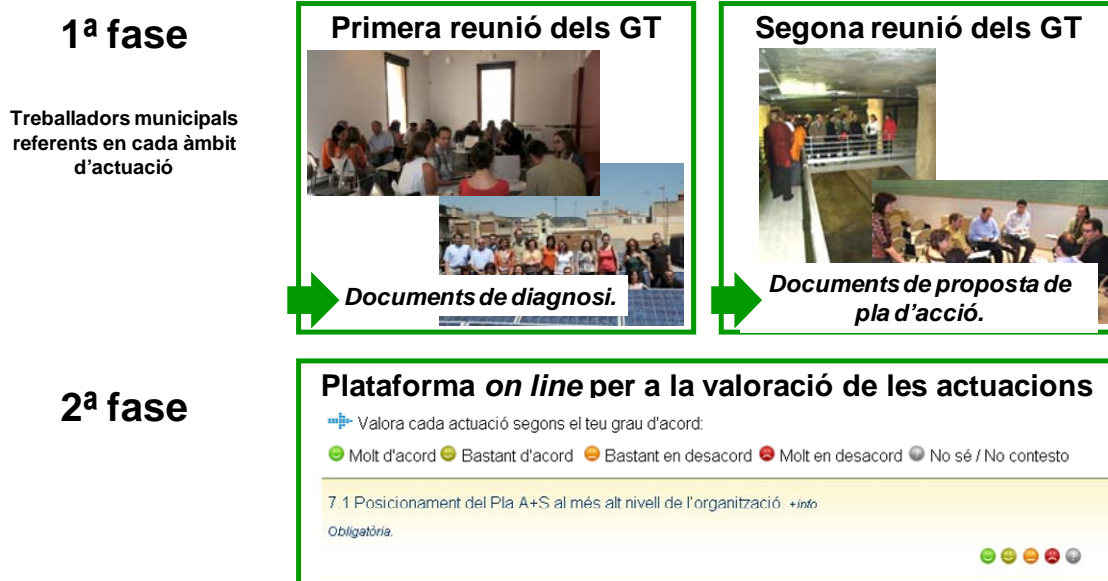 1ª fase
Treballadors municipals
referents en cada àmbit
d'actuació
Primera reunió dels GT
Documents de diagnosi.
Segona reunió dels GT
Documents de proposta de
pla d'acció.
2ª fase
Plataforma on line per a la valoració de les actuacions
Valora cada actuació segons el teu grau d'acord:
Molt d'acord Bastant d'acord Bastant en desacord Molt en desacord No sé / No contesto
7.1 Posicionament del Pla A+S al més alt nivell de l'organització +info
Obligatòria.